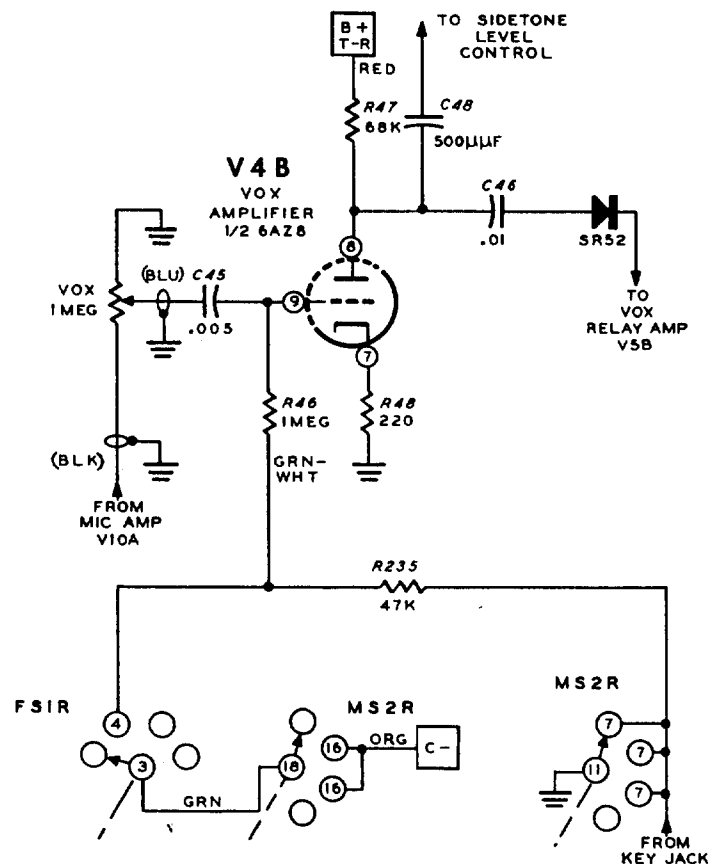 B+
T-R
RED
TO SIDETONE
LEVEL
CONTROL
R47
68K
C48
500µµF
V4B
VOX
AMPLIFIER
1/2 6AZ8
C46
.01
SR52
TO
VOX
RELAY AMP
V5B
8
9
7
VOX
1MEG
(BLU)
C45
.005
R46
1MEG
GRN-
WHT
R48
220
(BLK)
FROM
MIC AMP
V10A
R235
47K
FS1R
4
3
GRN
MS2R
18
16
16
ORG
C-
MS2R
7
11
7
7
FROM
KEY JACK